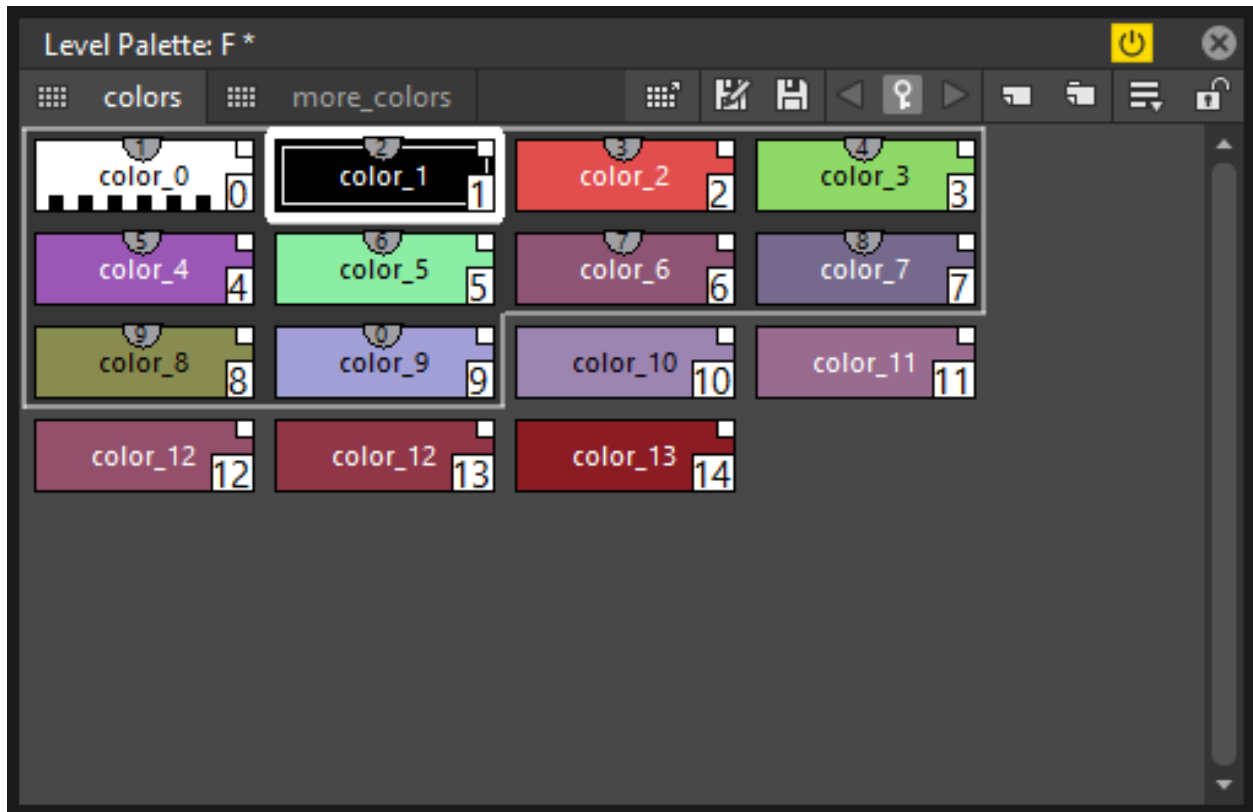 Level Palette: F *
colors more_colors
1 2 3 4
color_0 color_1 color_2 color_3
0 1 2 3
5 6 7 8
color_4 color_5 color_6 color_7
4 5 6 7
9 0
color_8 color_9 color_10 color_11
8 9 10 11
color_12 color_12 color_13
12 13 14